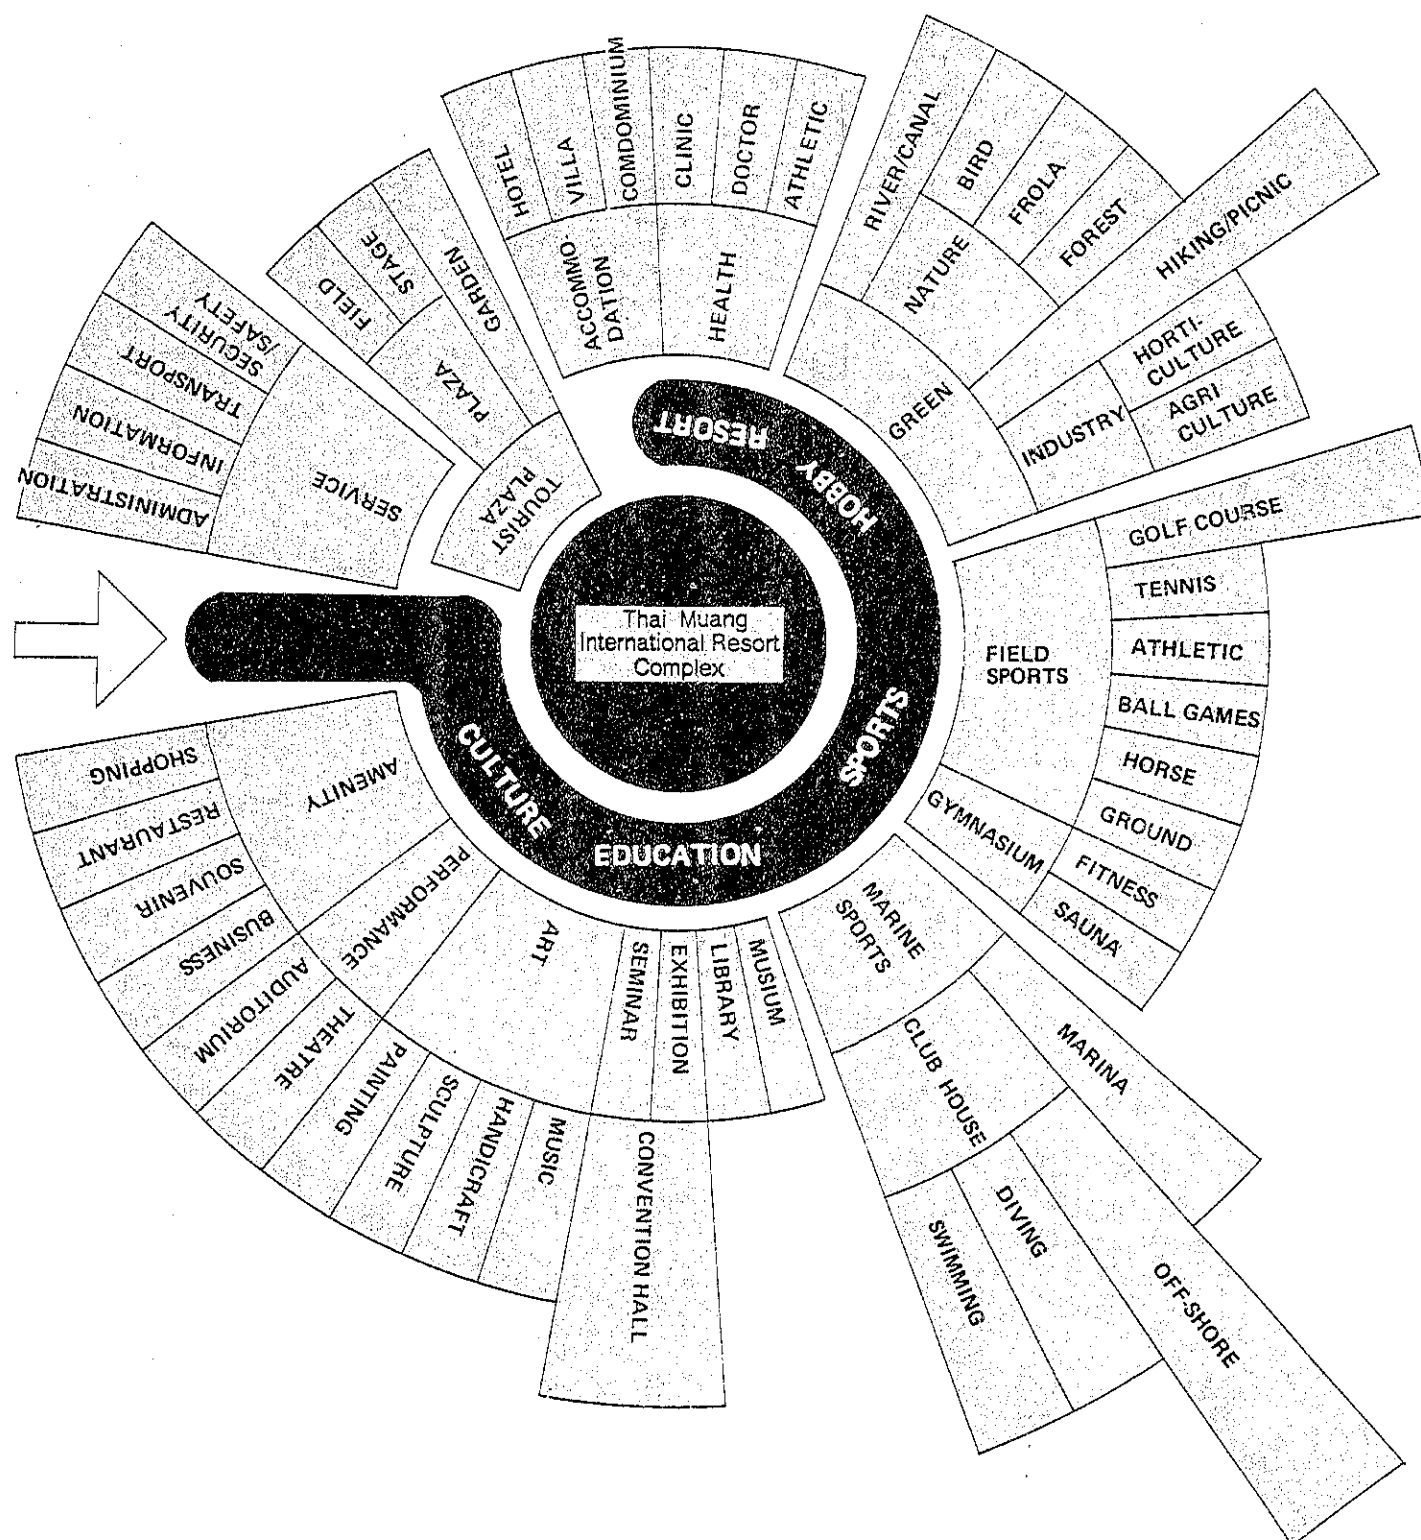 Thai Muang
International Resort
Complex
CULTURE
EDUCATION
SPORTS
HOBBY
RESORT
TOURIST
PLAZA
PLAZA
FIELD
STAGE
GARDEN
SERVICE
ADMINISTRATION
INFORMATION
TRANSPORT
SECURITY
/SAFETY
ACCOMMO.
DATION
HOTEL
VILLA
COMDOMINIUM
HEALTH
CLINIC
DOCTOR
ATHLETIC
GREEN
RIVER/CANAL
NATURE
BIRD
FROLA
FOREST
HIKING/PICNIC
INDUSTRY
HORTI-
CULTURE
AGRI
CULTURE
FIELD
SPORTS
GOLF COURSE
TENNIS
ATHLETIC
BALL GAMES
HORSE
GROUND
GYMNASIUM
FITNESS
SAUNA
MARINE
SPORTS
MARINA
CLUB HOUSE
OFF-SHORE
DIVING
SWIMMING
MUSIUM
LIBRARY
EXHIBITION
SEMINAR
CONVENTION HALL
ART
MUSIC
HANDICRAFT
SCULPTURE
PAINTING
PERFORMANCE
THEATRE
AUDITORIUM
AMENITY
BUSINESS
SOUVENIR
RESTAURANT
SHOPPING